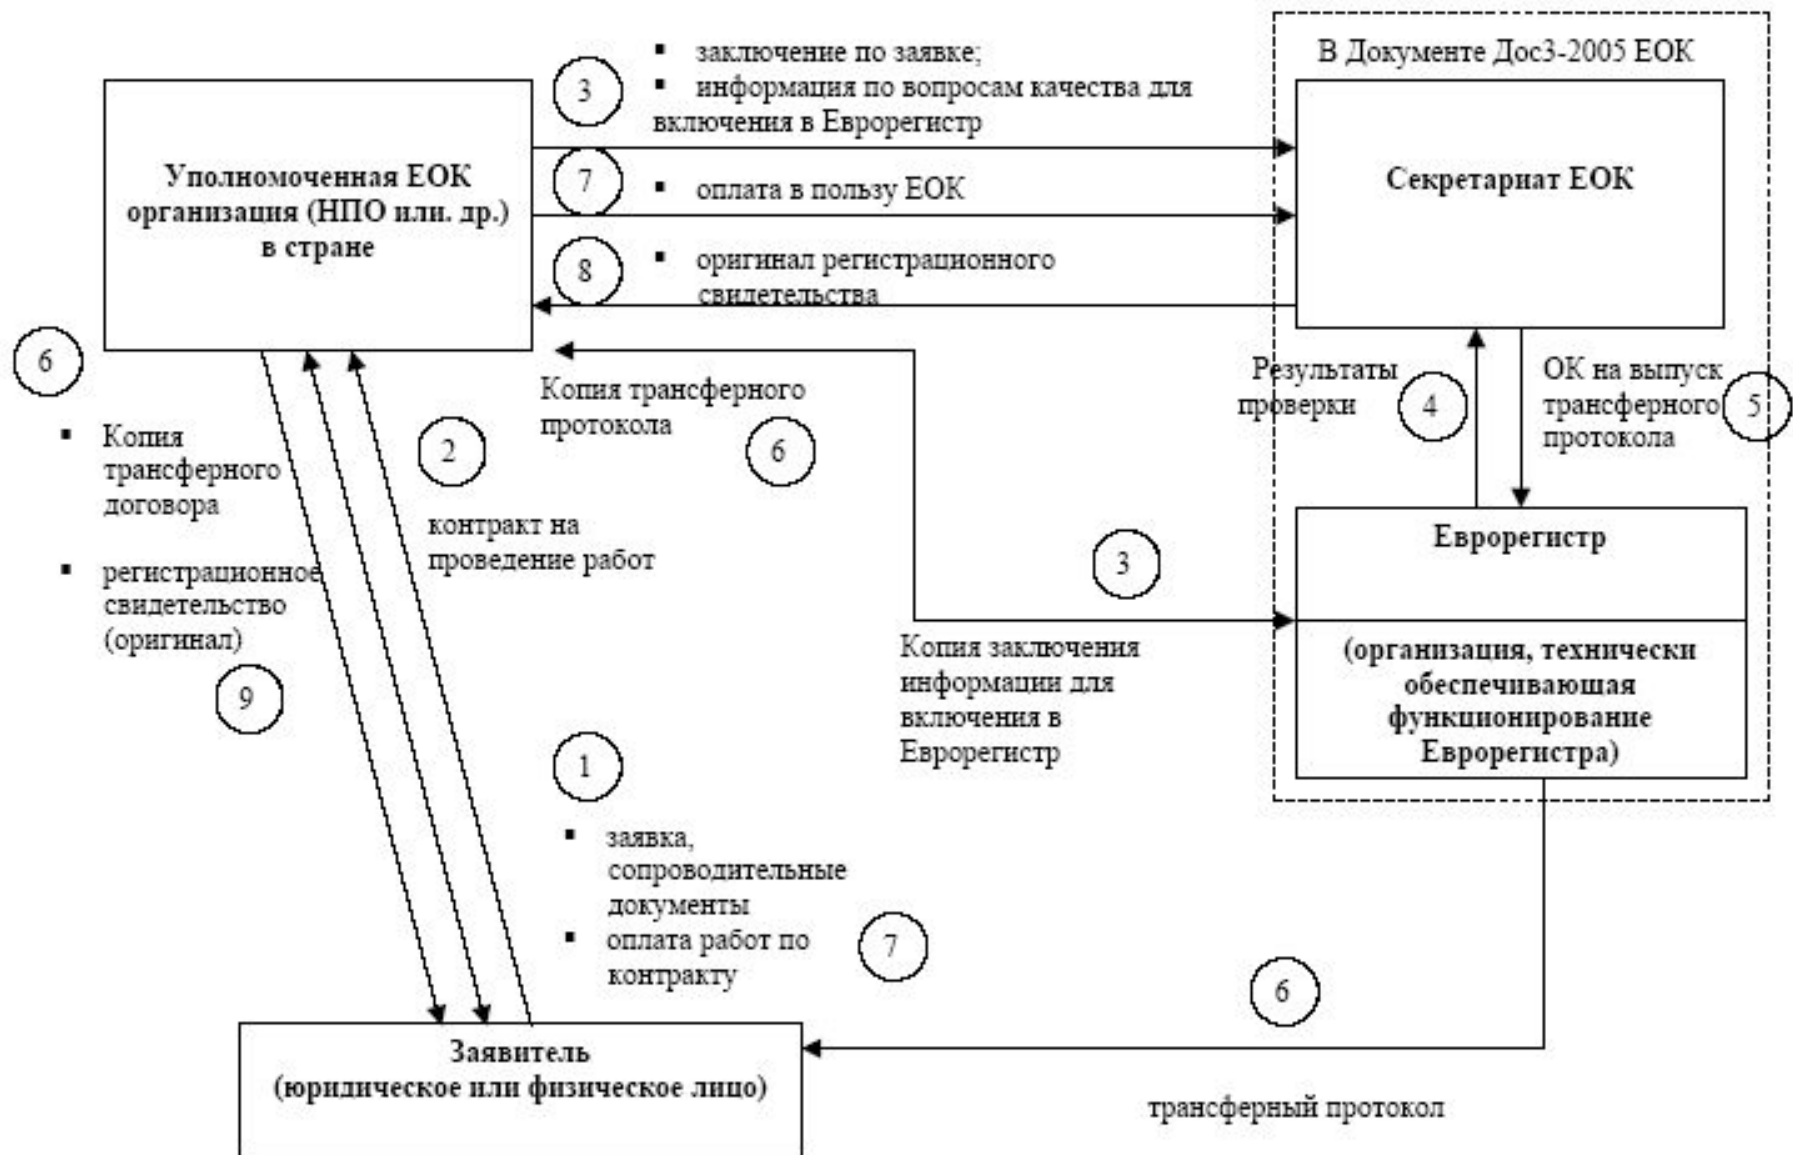 В Документе Дос3-2005 ЕОК
3
▪ заключение по заявке;
▪ информация по вопросам качества для
включения в Еврорегистр
Уполномоченная ЕОК
организация (НПО или. др.)
в стране
7
▪ оплата в пользу ЕОК
Секретариат ЕОК
8
▪ оригинал регистрационного
свидетельства
6
▪ Копия
трансферного
договора
▪ регистрационное
свидетельство
(оригинал)
9
2
контракт на
проведение работ
Копия трансферного
протокола
6
Результаты
проверки
4
ОК на выпуск
трансферного
протокола
5
3
Копия заключения
информации для
включения в
Еврорегистр
Еврорегистр
(организация, технически
обеспечивающая
функционирование
Еврорегистра)
1
▪ заявка,
сопроводительные
документы
▪ оплата работ по
контракту
7
6
Заявитель
(юридическое или физическое лицо)
трансферный протокол